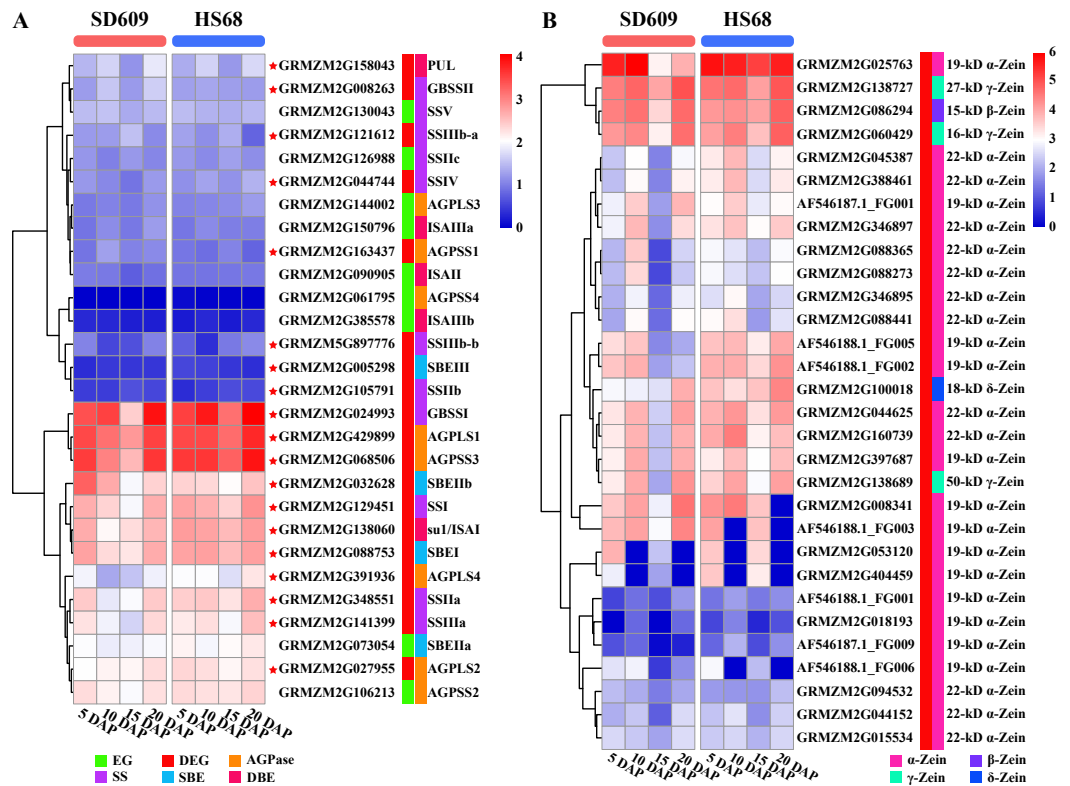 A
SD609 HS68
4
3
2
1
0
GRMZM2G158043 PUL
GRMZM2G008263 GBSSII
GRMZM2G130043 SSV
GRMZM2G121612 SSIIIb-a
GRMZM2G126988 SSIIc
GRMZM2G044744 SSIV
GRMZM2G144002 AGPLS3
GRMZM2G150796 ISAIIIa
GRMZM2G163437 AGPSS1
GRMZM2G090905 ISAII
GRMZM2G061795 AGPSS4
GRMZM2G385578 ISAIIIb
GRMZM5G897776 SSIIIb-b
GRMZM2G005298 SBEIII
GRMZM2G105791 SSIIb
GRMZM2G024993 GBSSI
GRMZM2G429899 AGPLS1
GRMZM2G068506 AGPSS3
GRMZM2G032628 SBEIIb
GRMZM2G129451 SSI
GRMZM2G138060 su1/ISAI
GRMZM2G088753 SBEI
GRMZM2G391936 AGPLS4
GRMZM2G348551 SSIIa
GRMZM2G141399 SSIIIa
GRMZM2G073054 SBEIIa
GRMZM2G027955 AGPLS2
GRMZM2G106213 AGPSS2
5 DAP 10 DAP 15 DAP 20 DAP 5 DAP 10 DAP 15 DAP 20 DAP
EG DEG AGPase
SS SBE DBE
B
SD609 HS68
6
5
4
3
2
1
0
GRMZM2G025763 19-kD α-Zein
GRMZM2G138727 27-kD γ-Zein
GRMZM2G086294 15-kD β-Zein
GRMZM2G060429 16-kD γ-Zein
GRMZM2G045387 22-kD α-Zein
GRMZM2G388461 22-kD α-Zein
AF546187.1_FG001 19-kD α-Zein
GRMZM2G346897 22-kD α-Zein
GRMZM2G088365 22-kD α-Zein
GRMZM2G088273 22-kD α-Zein
GRMZM2G346895 22-kD α-Zein
GRMZM2G088441 22-kD α-Zein
AF546188.1_FG005 19-kD α-Zein
AF546188.1_FG002 19-kD α-Zein
GRMZM2G100018 18-kD δ-Zein
GRMZM2G044625 22-kD α-Zein
GRMZM2G160739 22-kD α-Zein
GRMZM2G397687 19-kD α-Zein
GRMZM2G138689 50-kD γ-Zein
GRMZM2G008341 19-kD α-Zein
AF546188.1_FG003 19-kD α-Zein
GRMZM2G053120 19-kD α-Zein
GRMZM2G404459 19-kD α-Zein
AF546188.1_FG001 19-kD α-Zein
GRMZM2G018193 19-kD α-Zein
AF546187.1_FG009 19-kD α-Zein
AF546188.1_FG006 19-kD α-Zein
GRMZM2G094532 22-kD α-Zein
GRMZM2G044152 22-kD α-Zein
GRMZM2G015534 22-kD α-Zein
5 DAP 10 DAP 15 DAP 20 DAP 5 DAP 10 DAP 15 DAP 20 DAP
α-Zein β-Zein
γ-Zein δ-Zein